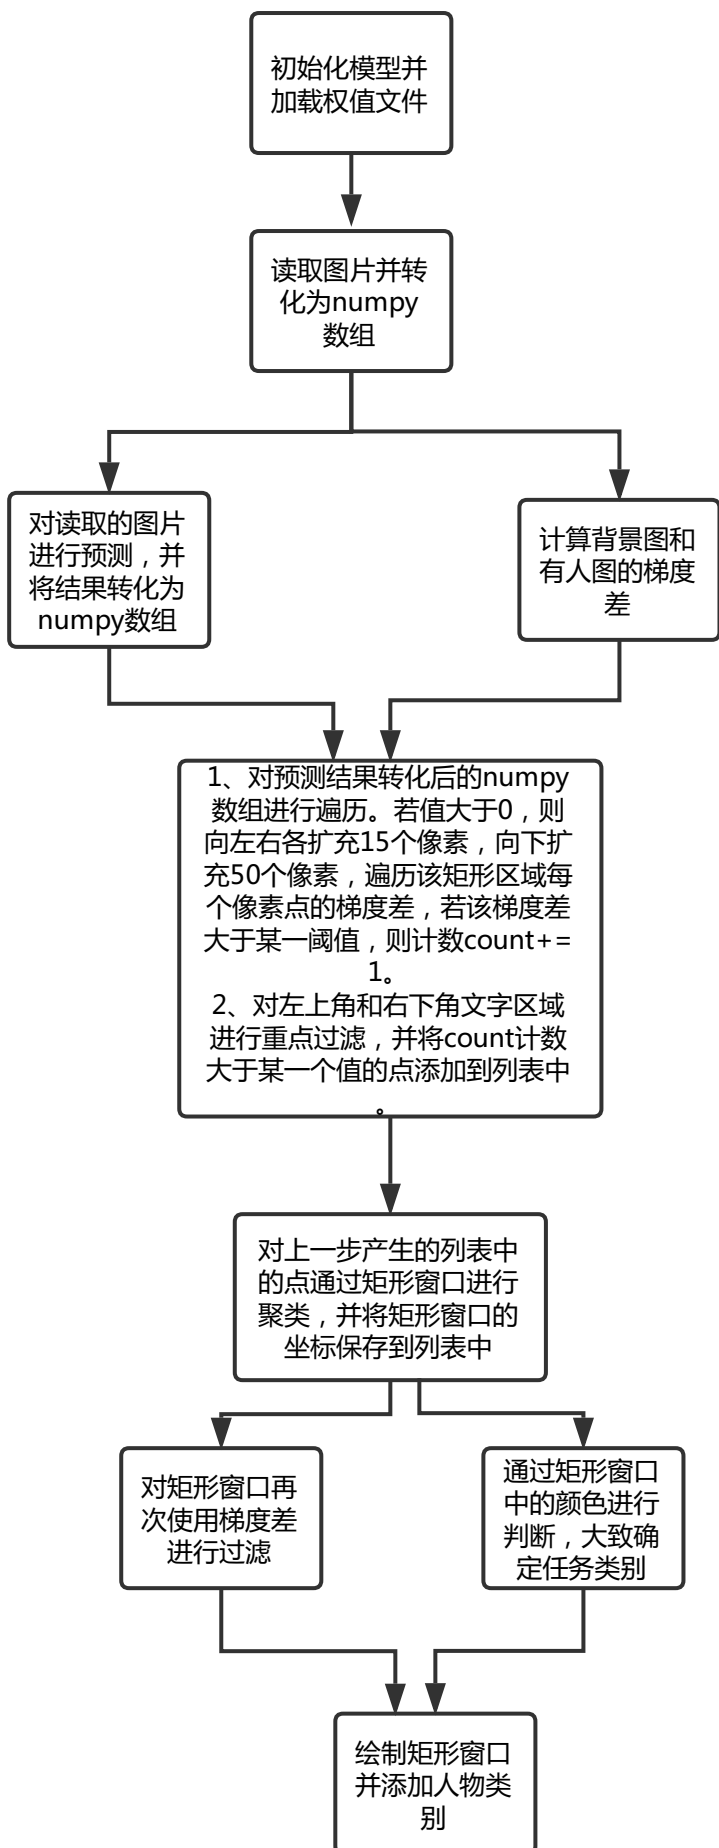 初始化模型并
加载权值文件
读取图片并转
化为numpy
数组
对读取的图片
进行预测，并
将结果转化为
numpy数组
计算背景图和
有人图的梯度
差
1、对预测结果转化后的numpy
数组进行遍历。若值大于0，则
向左右各扩充15个像素，向下扩
充50个像素，遍历该矩形区域每
个像素点的梯度差，若该梯度差
大于某一阈值，则计数count+=
1。
2、对左上角和右下角文字区域
进行重点过滤，并将count计数
大于某一个值的点添加到列表中
。
对上一步产生的列表中
的点通过矩形窗口进行
聚类，并将矩形窗口的
坐标保存到列表中
对矩形窗口再
次使用梯度差
进行过滤
通过矩形窗口
中的颜色进行
判断，大致确
定任务类别
绘制矩形窗口
并添加人物类
别